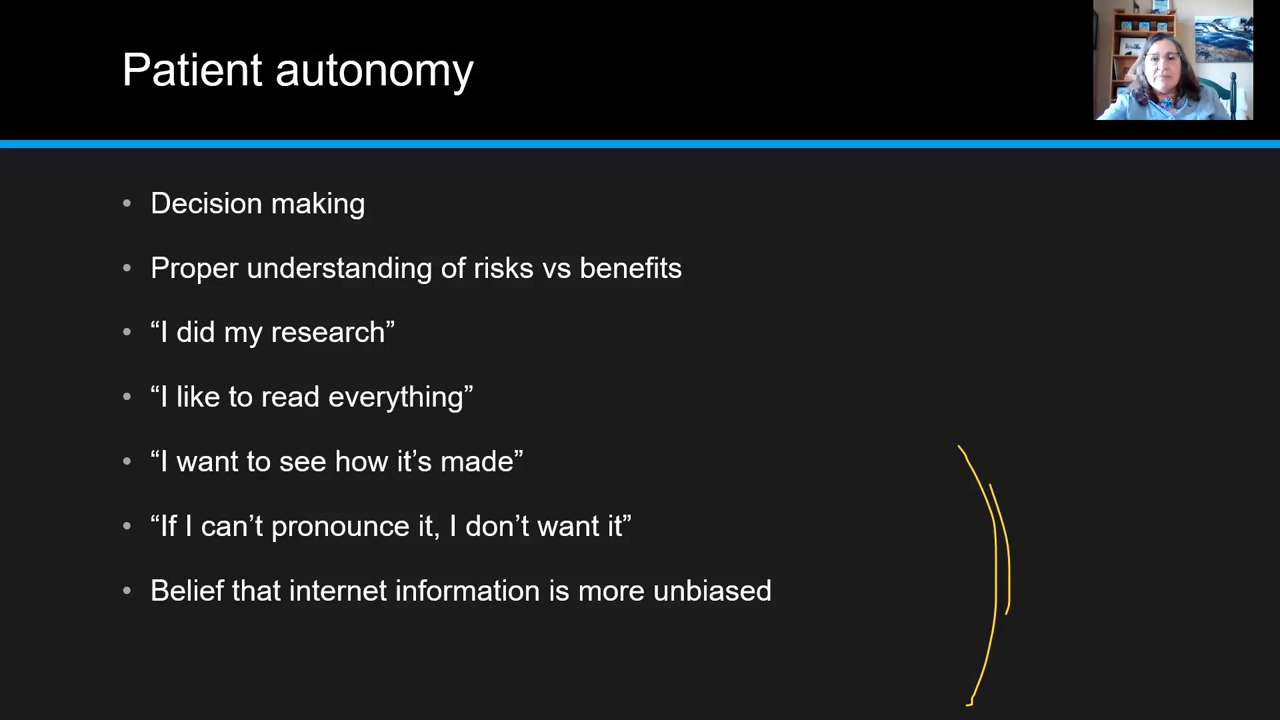 Patient autonomy
• Decision making
• Proper understanding of risks vs benefits
• “I did my research”
• “I like to read everything”
• “I want to see how it’s made”
• “If I can’t pronounce it, I don’t want it”
• Belief that internet information is more unbiased